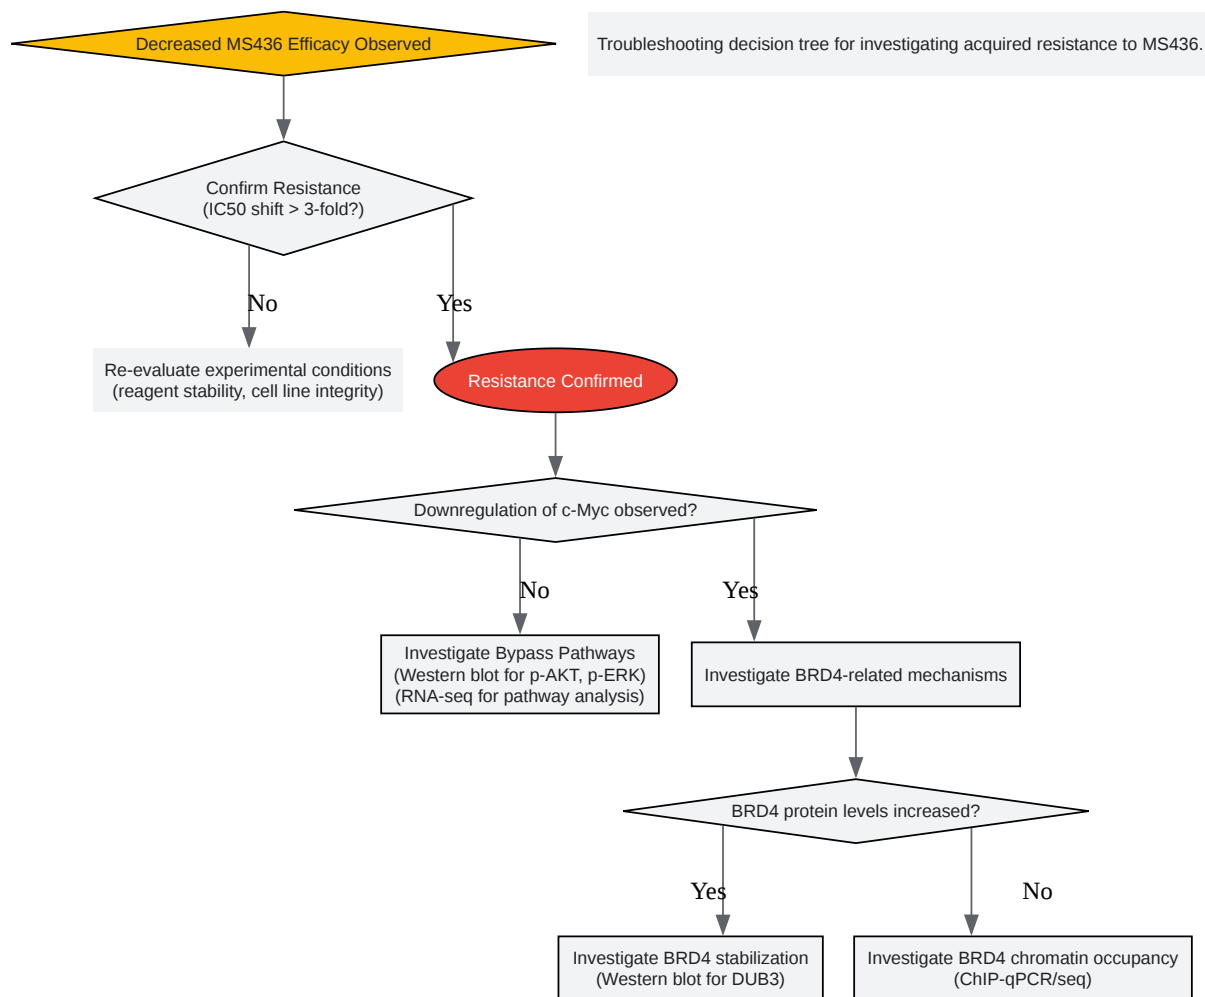 Decreased MS436 Efficacy Observed
Troubleshooting decision tree for investigating acquired resistance to MS436.
Confirm Resistance
(IC50 shift > 3-fold?)
No
Yes
Re-evaluate experimental conditions
(reagent stability, cell line integrity)
Resistance Confirmed
Downregulation of c-Myc observed?
No
Yes
Investigate Bypass Pathways
(Western blot for p-AKT, p-ERK)
(RNA-seq for pathway analysis)
Investigate BRD4-related mechanisms
BRD4 protein levels increased?
Yes
No
Investigate BRD4 stabilization
(Western blot for DUB3)
Investigate BRD4 chromatin occupancy
(ChIP-qPCR/seq)